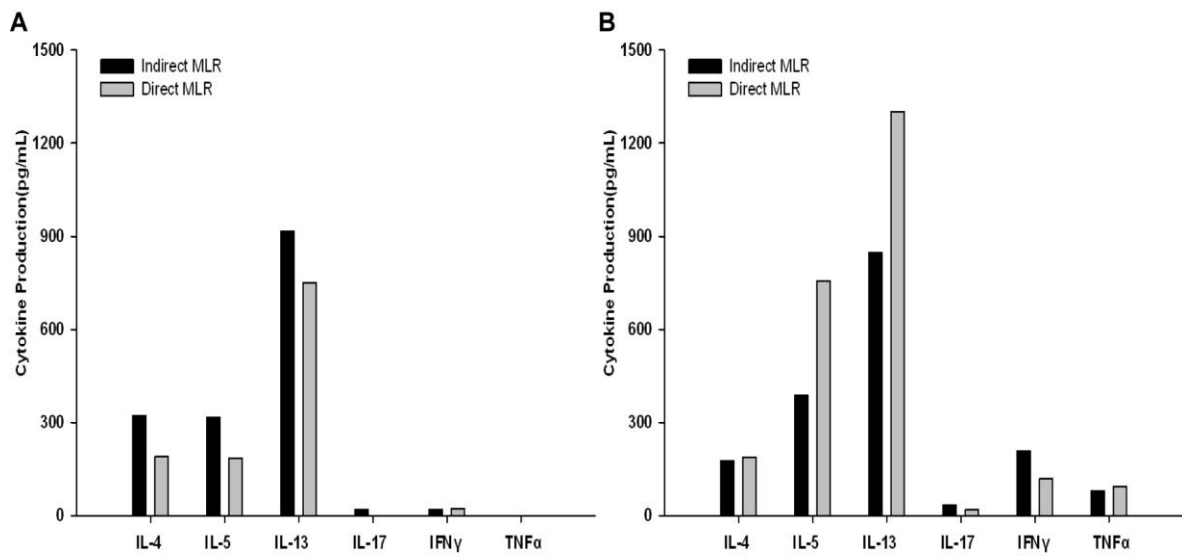 A
Cytokine Production(pg/mL)
1500
1200
900
600
300
0
Indirect MLR
Direct MLR
IL-4 IL-5 IL-13 IL-17 IFNγ TNFα
B
Cytokine Production(pg/mL)
1500
1200
900
600
300
0
Indirect MLR
Direct MLR
IL-4 IL-5 IL-13 IL-17 IFNγ TNFα